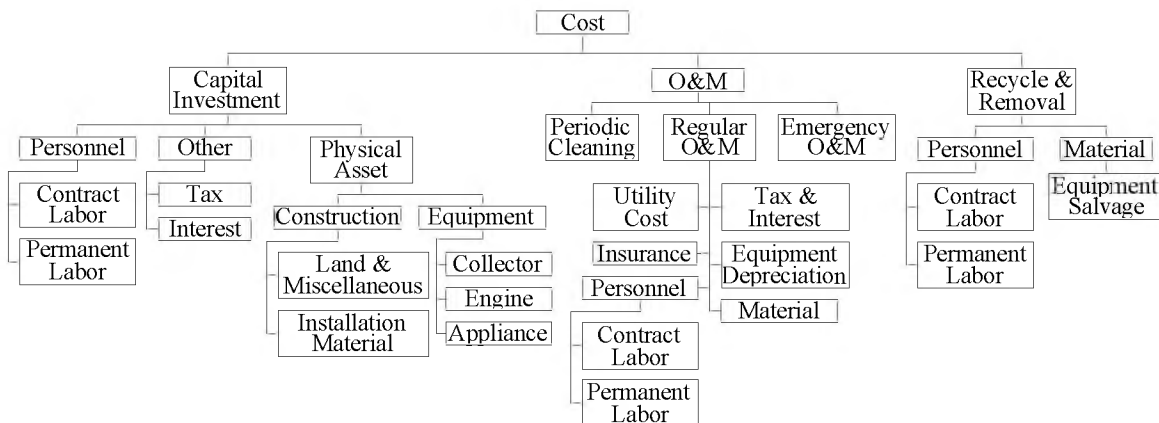 Cost
Capital
Investment
O&M
Recycle &
Removal
Personnel
Other
Physical
Asset
Periodic
Cleaning
Regular
O&M
Emergency
O&M
Personnel
Material
Contract
Labor
Permanent
Labor
Tax
Interest
Construction
Equipment
Land &
Miscellaneous
Installation
Material
Collector
Engine
Appliance
Utility
Cost
Tax &
Interest
Insurance
Equipment
Depreciation
Personnel
Material
Contract
Labor
Permanent
Labor
Contract
Labor
Permanent
Labor
Equipment
Salvage